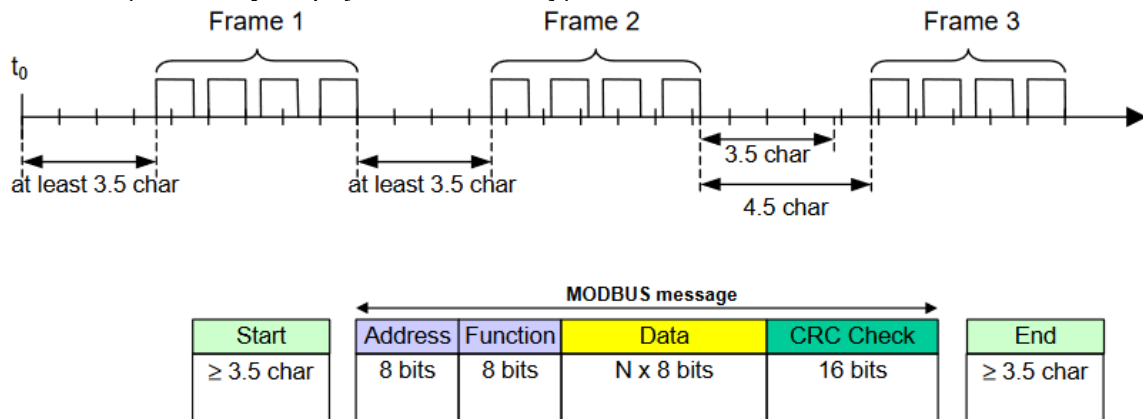 Frame 1
Frame 2
Frame 3
t0
at least 3.5 char
at least 3.5 char
3.5 char
4.5 char
MODBUS message
Start
Address
Function
Data
CRC Check
End
≥ 3.5 char
8 bits
8 bits
N x 8 bits
16 bits
≥ 3.5 char